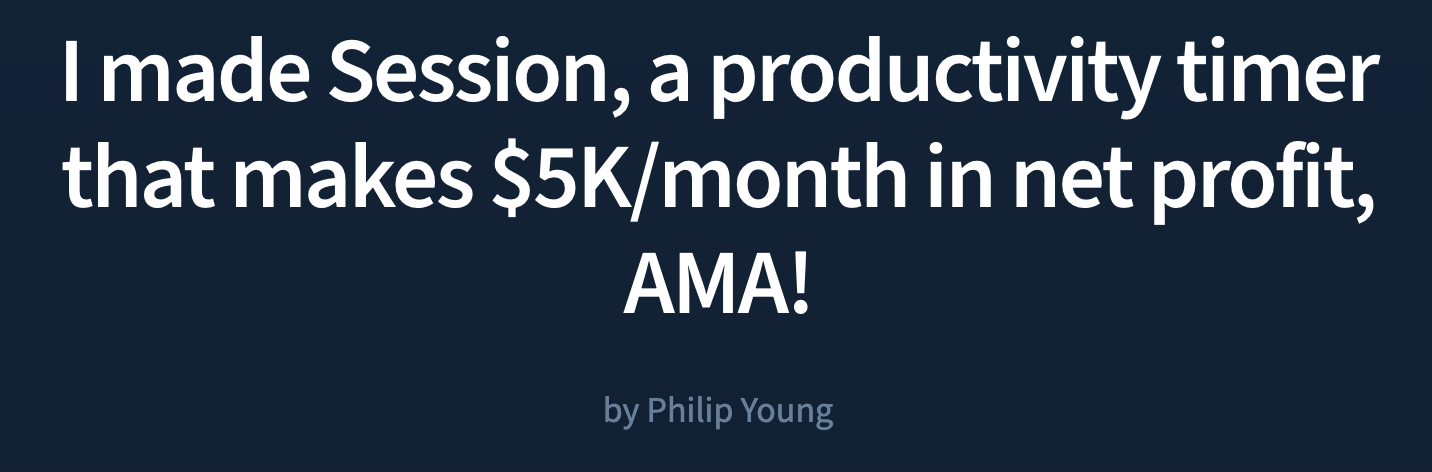 I made Session, a productivity timer
that makes $5K/month in net profit,
AMA!
by Philip Young